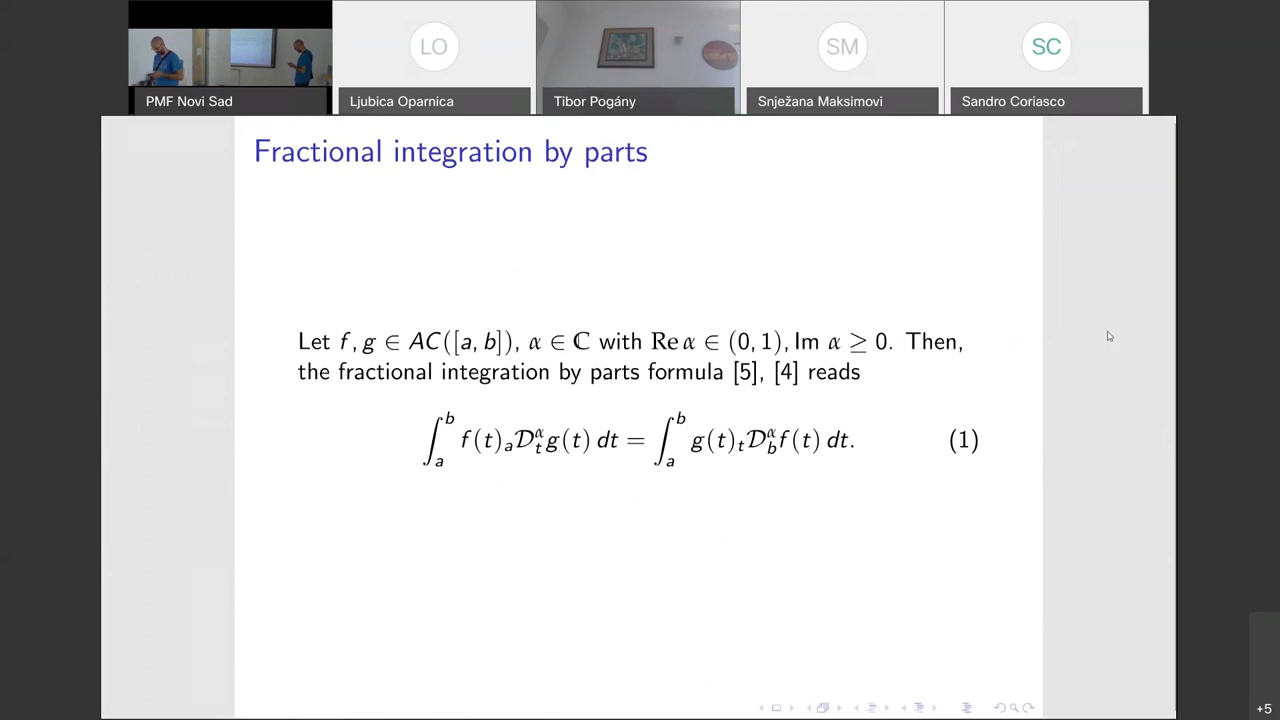 LO
SM
SC
PMF Novi Sad
Ljubica Oparnica
Tibor Pogány
Snježana Maksimovi
Sandro Coriasco
Fractional integration by parts
Let f, g ∈ AC([a, b]), α ∈ ℂ with Re α ∈ (0, 1), Im α ≥ 0. Then,
the fractional integration by parts formula [5], [4] reads
∫_a^b f(t) _a𝒟_t^α g(t) dt = ∫_a^b g(t) _t𝒟_b^α f(t) dt. (1)
+5